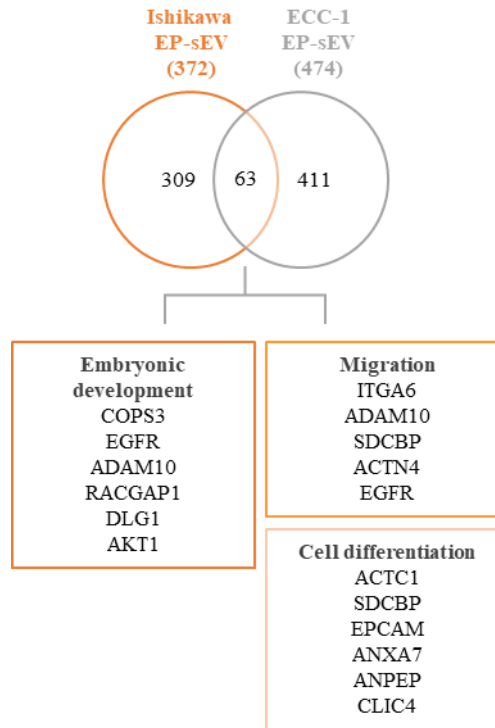 Ishikawa
EP-sEV
(372)
ECC-1
EP-sEV
(474)
309
63
411
Embryonic
development
COPS3
EGFR
ADAM10
RACGAP1
DLG1
AKT1
Migration
ITGA6
ADAM10
SDCBP
ACTN4
EGFR
Cell differentiation
ACTC1
SDCBP
EPCAM
ANXA7
ANPEP
CLIC4